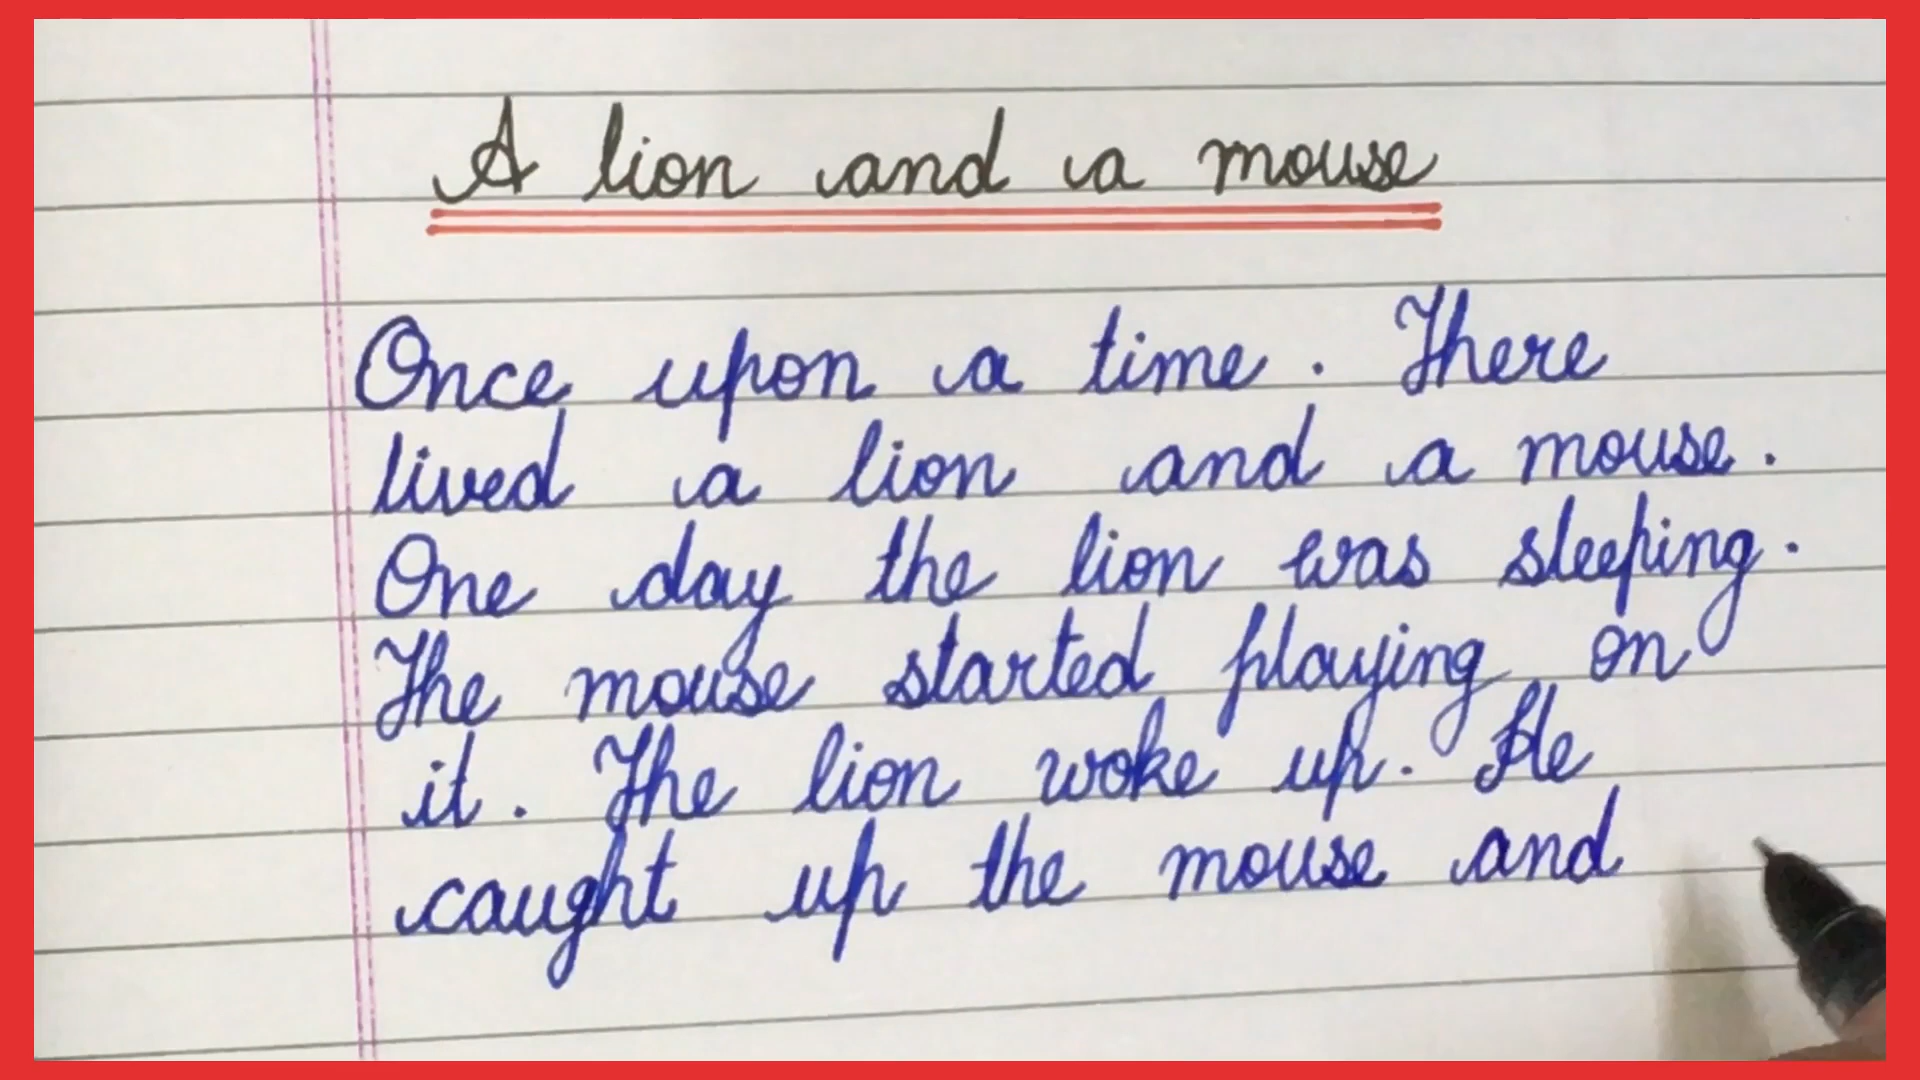 A lion and a mouse
Once upon a time. There
lived a lion and a mouse.
One day the lion was sleeping.
The mouse started playing on
it. The lion woke up. He
caught up the mouse and